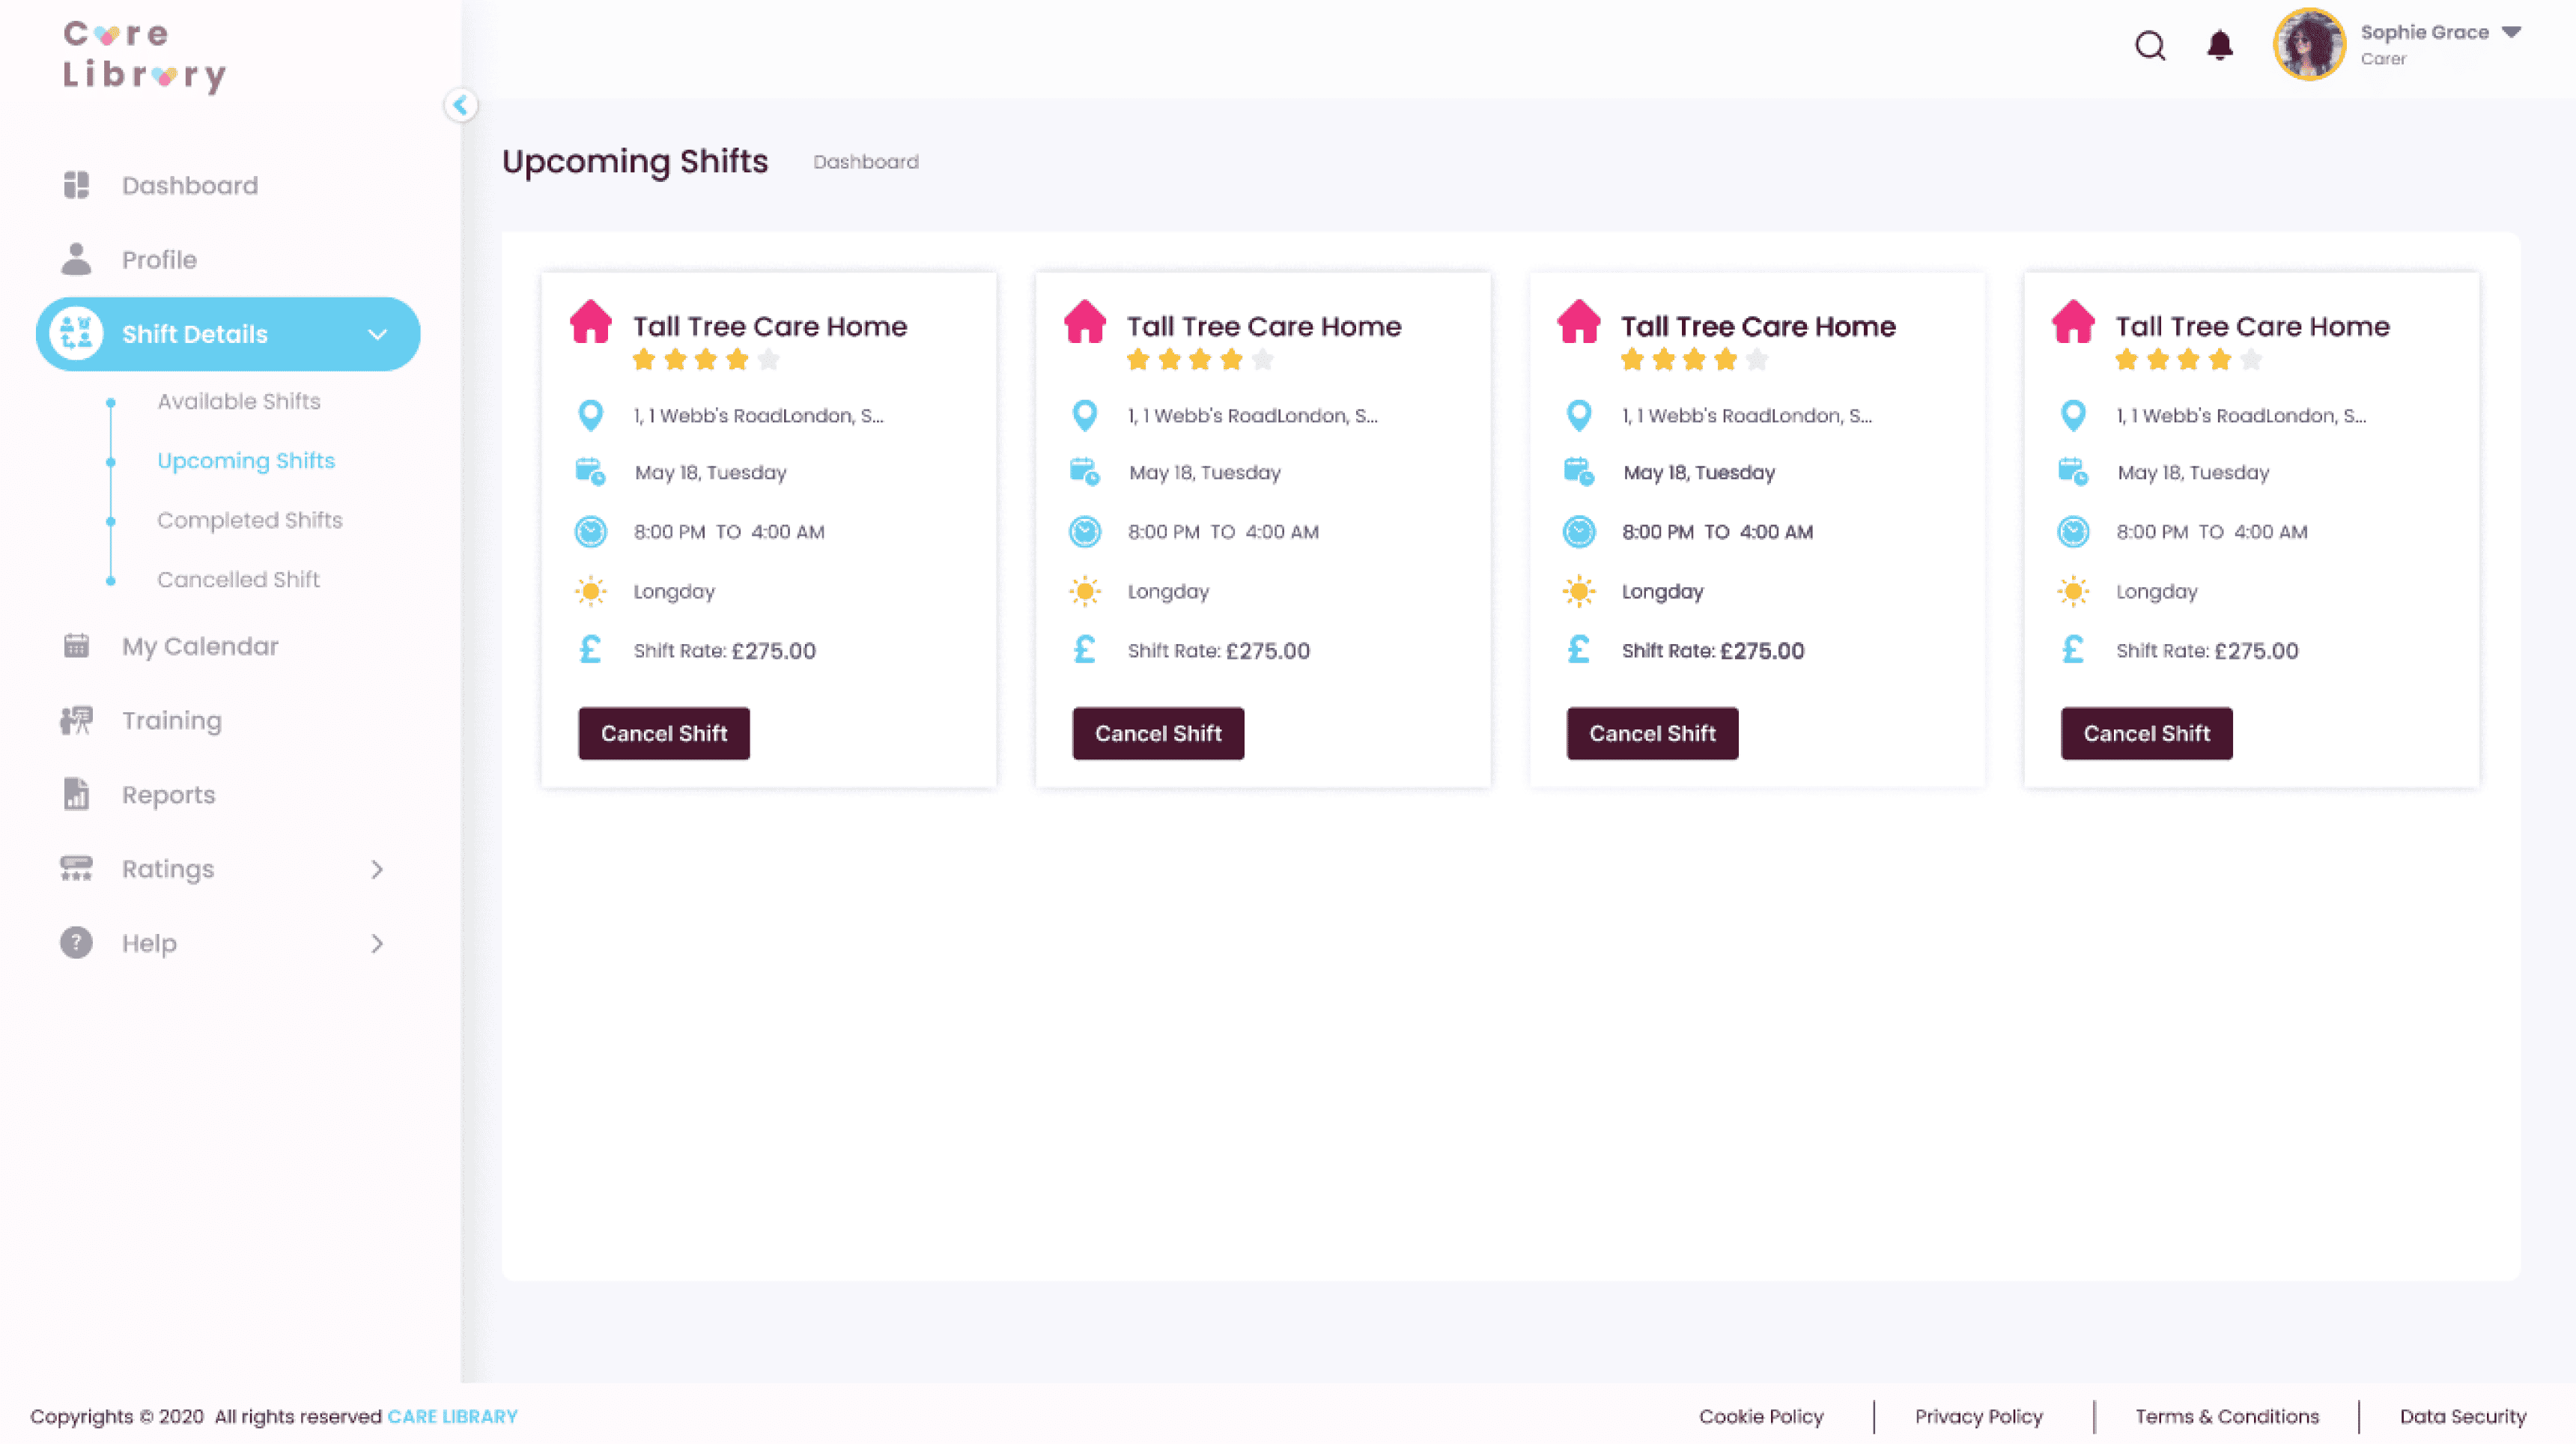 Care
Library
Sophie Grace
Carer
Upcoming Shifts
Dashboard
Dashboard
Profile
Shift Details
Available Shifts
Upcoming Shifts
Completed Shifts
Cancelled Shift
My Calendar
Training
Reports
Ratings
Help
Tall Tree Care Home
1, 1 Webb's RoadLondon, S...
May 18, Tuesday
8:00 PM TO 4:00 AM
Longday
£ Shift Rate: £275.00
Cancel Shift
Tall Tree Care Home
1, 1 Webb's RoadLondon, S...
May 18, Tuesday
8:00 PM TO 4:00 AM
Longday
£ Shift Rate: £275.00
Cancel Shift
Tall Tree Care Home
1, 1 Webb's RoadLondon, S...
May 18, Tuesday
8:00 PM TO 4:00 AM
Longday
£ Shift Rate: £275.00
Cancel Shift
Tall Tree Care Home
1, 1 Webb's RoadLondon, S...
May 18, Tuesday
8:00 PM TO 4:00 AM
Longday
£ Shift Rate: £275.00
Cancel Shift
Copyrights © 2020 All rights reserved CARE LIBRARY
Cookie Policy
Privacy Policy
Terms & Conditions
Data Security